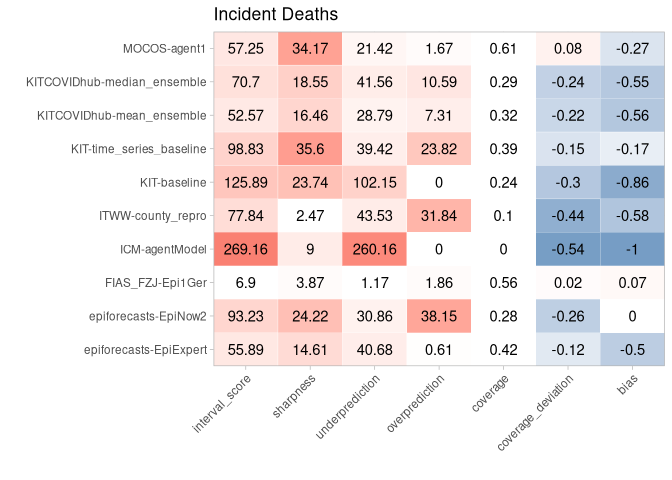 Incident Deaths
MOCOS-agent1 57.25 34.17 21.42 1.67 0.61 0.08 -0.27
KITCOVIDhub-median_ensemble 70.7 18.55 41.56 10.59 0.29 -0.24 -0.55
KITCOVIDhub-mean_ensemble 52.57 16.46 28.79 7.31 0.32 -0.22 -0.56
KIT-time_series_baseline 98.83 35.6 39.42 23.82 0.39 -0.15 -0.17
KIT-baseline 125.89 23.74 102.15 0 0.24 -0.3 -0.86
ITWW-county_repro 77.84 2.47 43.53 31.84 0.1 -0.44 -0.58
ICM-agentModel 269.16 9 260.16 0 0 -0.54 -1
FIAS_FZJ-Epi1Ger 6.9 3.87 1.17 1.86 0.56 0.02 0.07
epiforecasts-EpiNow2 93.23 24.22 30.86 38.15 0.28 -0.26 0
epiforecasts-EpiExpert 55.89 14.61 40.68 0.61 0.42 -0.12 -0.5
interval_score sharpness underprediction overprediction coverage coverage_deviation bias